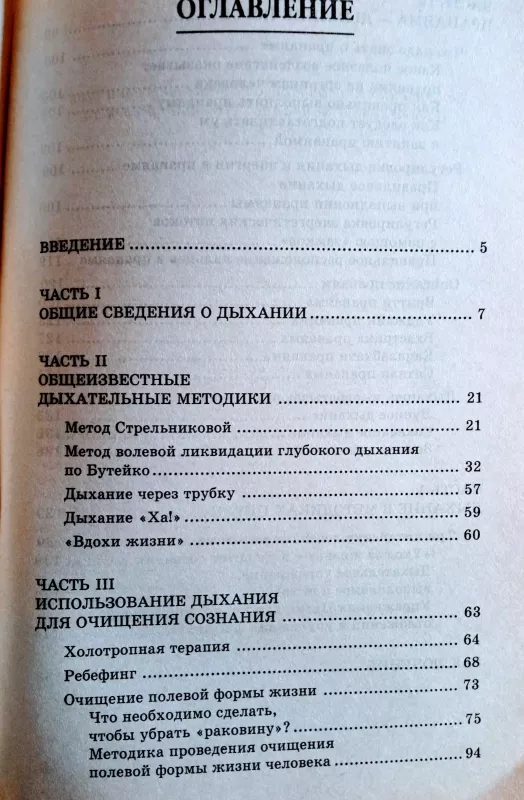 ОГЛАВЛЕНИЕ
ВВЕДЕНИЕ 5
ЧАСТЬ I
ОБЩИЕ СВЕДЕНИЯ О ДЫХАНИИ 7
ЧАСТЬ II
ОБЩЕИЗВЕСТНЫЕ
ДЫХАТЕЛЬНЫЕ МЕТОДИКИ 21
Метод Стрельниковой 21
Метод волевой ликвидации глубокого дыхания
по Бутейко 32
Дыхание через трубку 57
Дыхание «Ха!» 59
«Вдохи жизни» 60
ЧАСТЬ III
ИСПОЛЬЗОВАНИЕ ДЫХАНИЯ
ДЛЯ ОЧИЩЕНИЯ СОЗНАНИЯ 63
Холотропная терапия 64
Ребефинг 68
Очищение полевой формы жизни 73
Что необходимо сделать,
чтобы убрать «раковину»? 75
Методика проведения очищения
полевой формы жизни человека 94